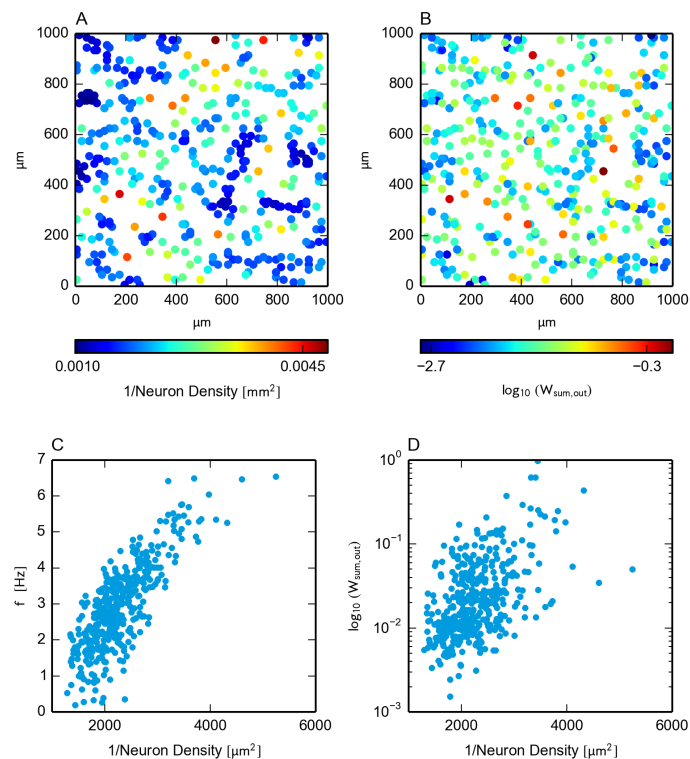 A
B
1000
800
600
400
200
0
µm
0 200 400 600 800 1000
µm
1000
800
600
400
200
0
µm
0 200 400 600 800 1000
µm
0.0010 0.0045
1/Neuron Density [mm²]
−2.7 −0.3
log₁₀ (W_sum,out)
C
D
7
6
5
4
3
2
1
0
f [Hz]
2000 4000 6000
1/Neuron Density [µm²]
10⁰
10⁻¹
10⁻²
10⁻³
log₁₀ (W_sum,out)
2000 4000 6000
1/Neuron Density [µm²]